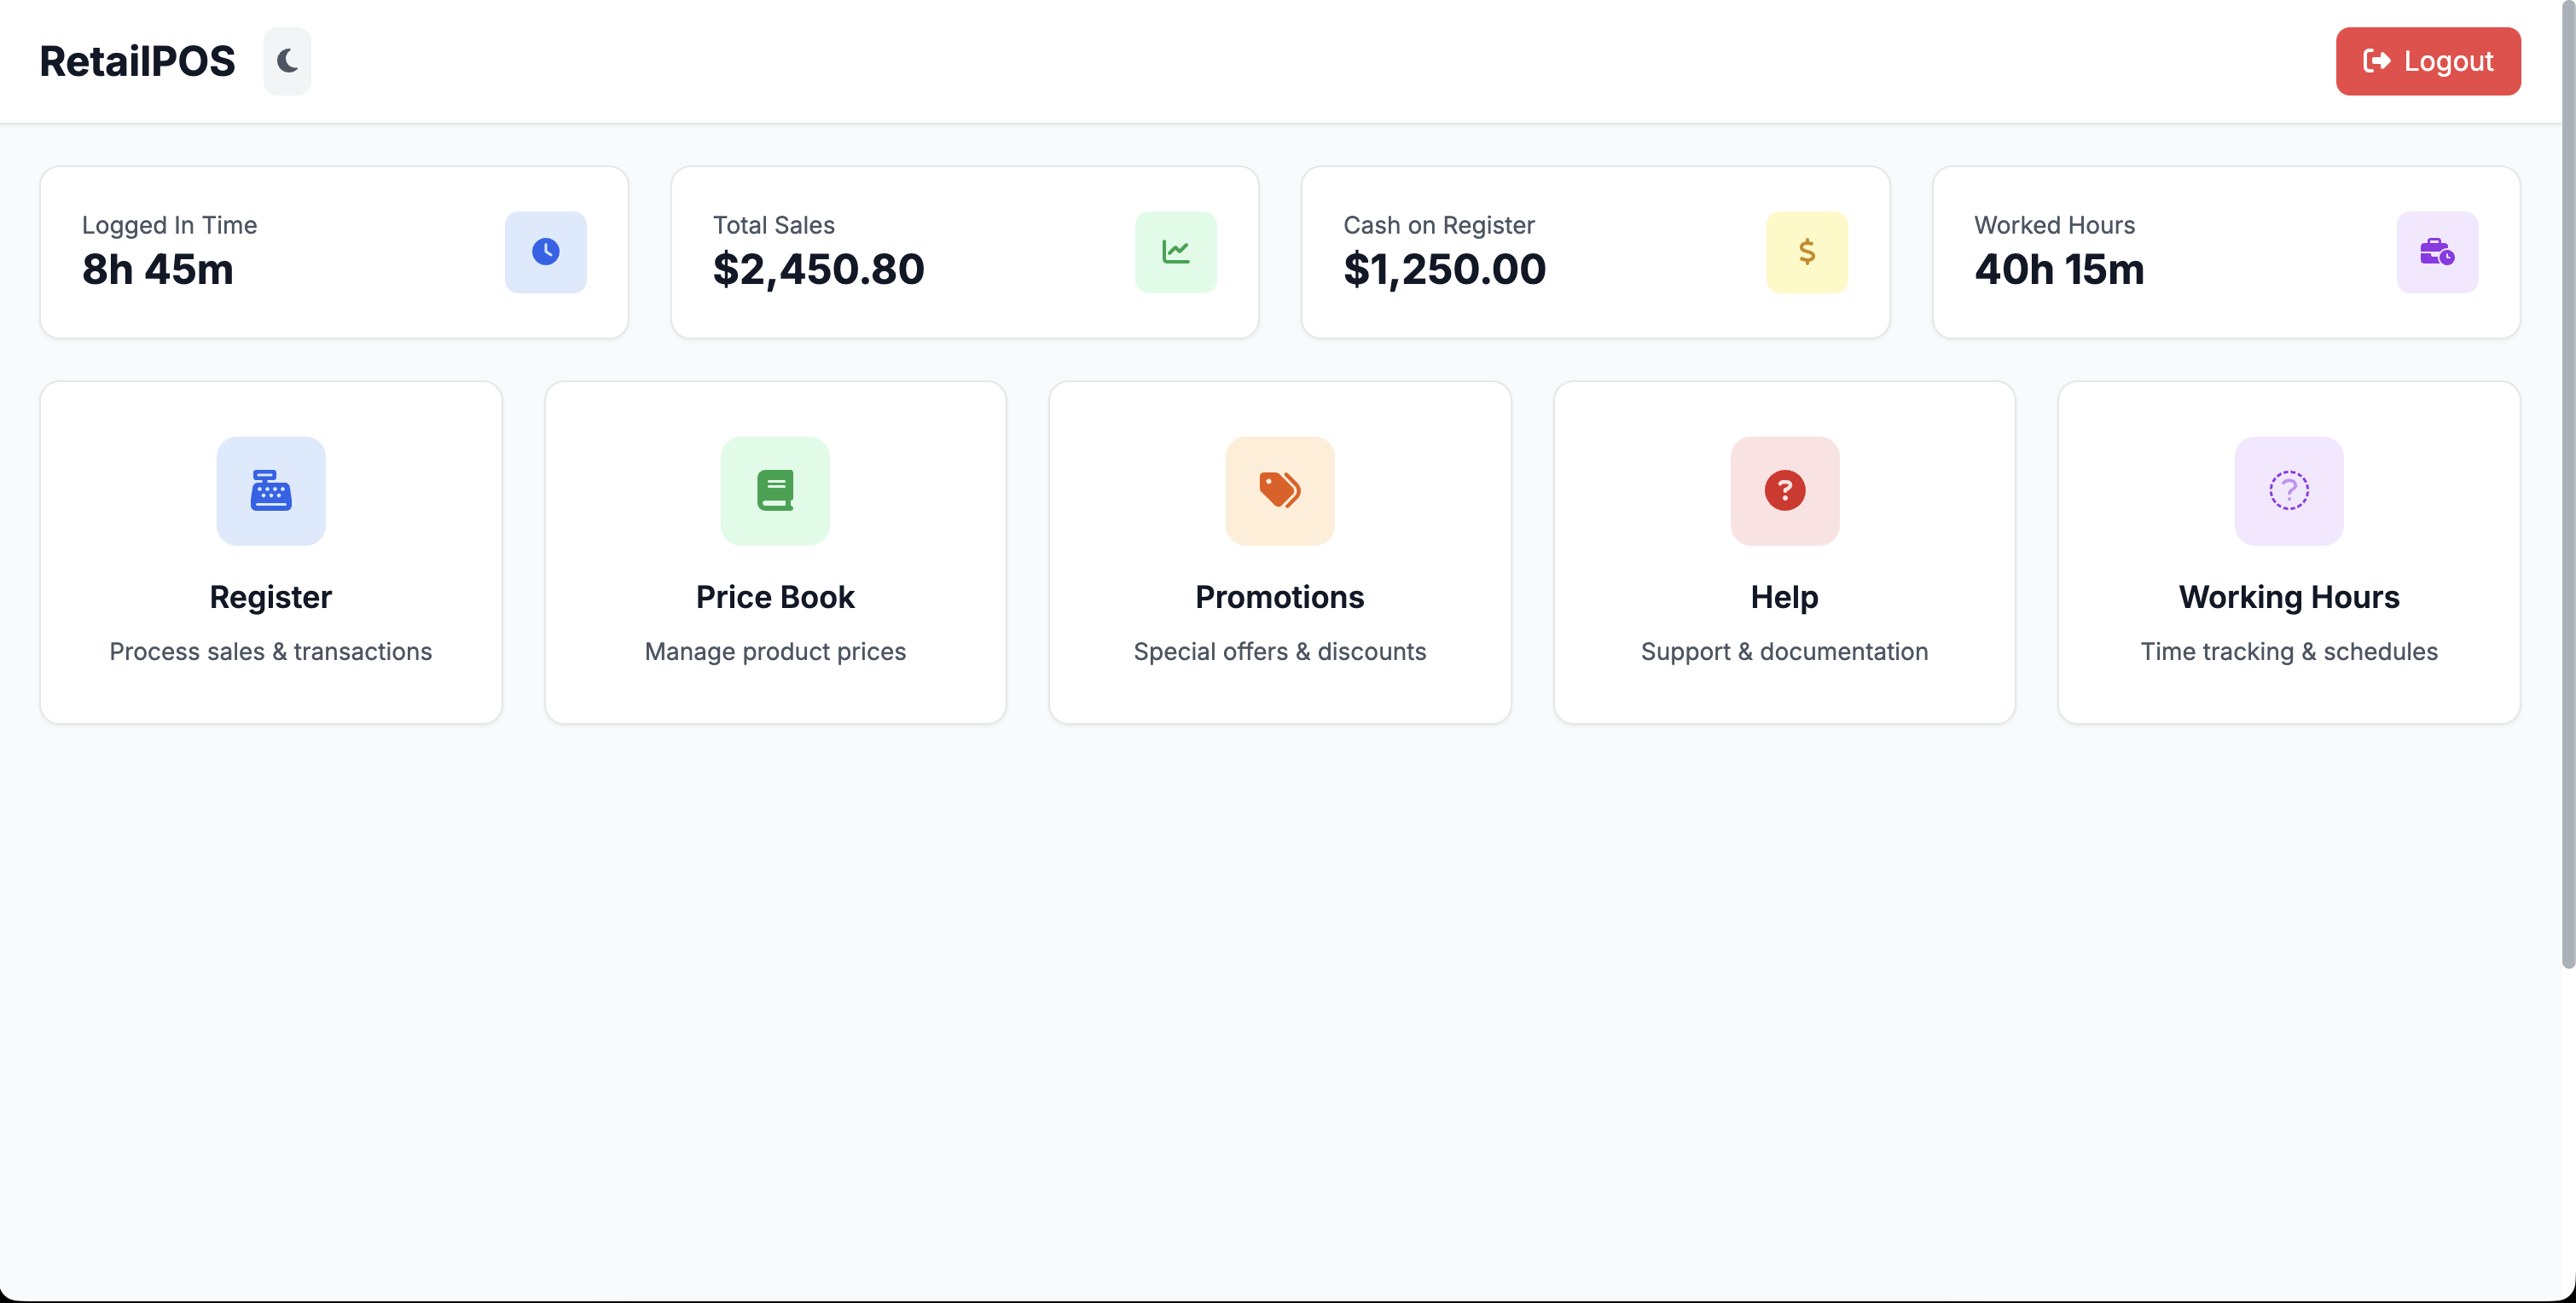 RetailPOS
Logout
Logged In Time
8h 45m
Total Sales
$2,450.80
Cash on Register
$1,250.00
Worked Hours
40h 15m
Register
Process sales & transactions
Price Book
Manage product prices
Promotions
Special offers & discounts
Help
Support & documentation
Working Hours
Time tracking & schedules